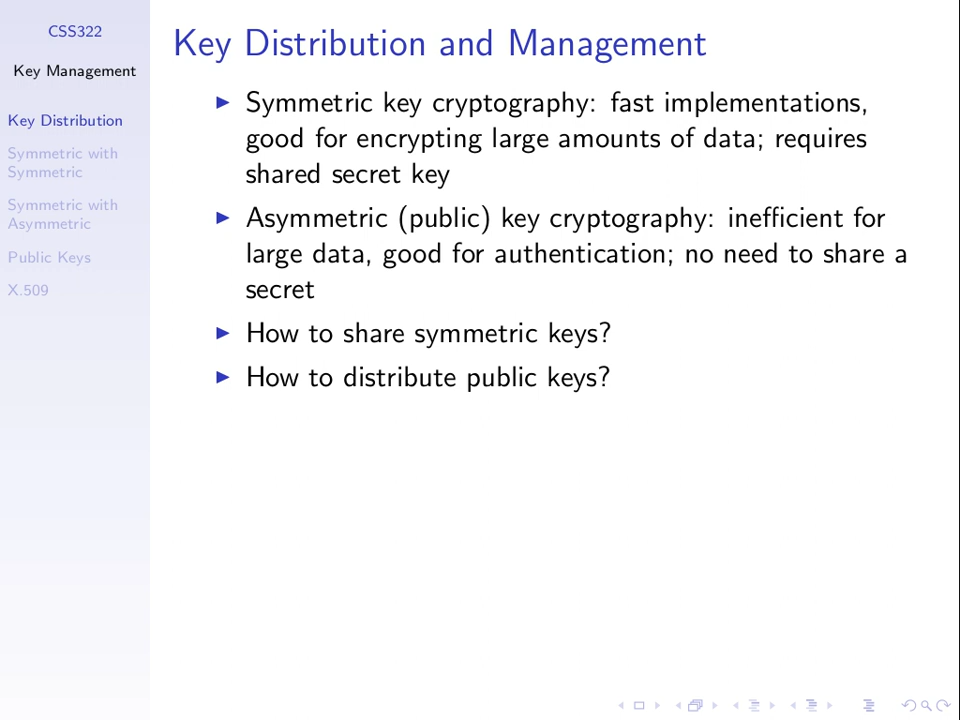 CSS322
Key Management
Key Distribution
Symmetric with
Symmetric
Symmetric with
Asymmetric
Public Keys
X.509
Key Distribution and Management
Symmetric key cryptography: fast implementations,
good for encrypting large amounts of data; requires
shared secret key
Asymmetric (public) key cryptography: inefficient for
large data, good for authentication; no need to share a
secret
How to share symmetric keys?
How to distribute public keys?